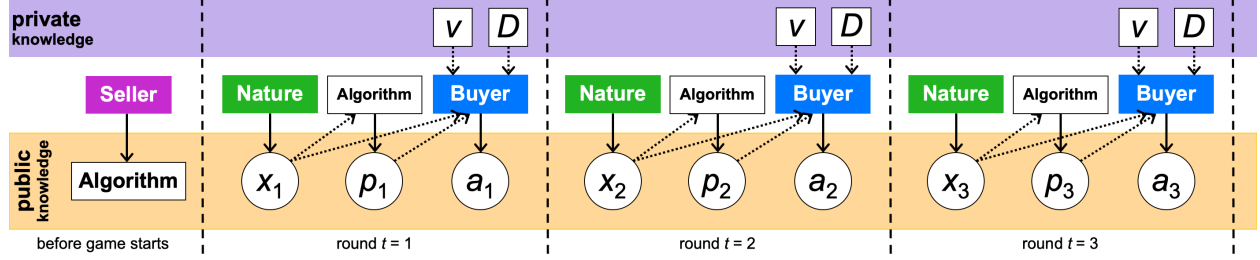 private
knowledge
v D
v D
v D
Seller
Nature Algorithm Buyer
Nature Algorithm Buyer
Nature Algorithm Buyer
public
knowledge
Algorithm
x1 p1 a1
x2 p2 a2
x3 p3 a3
before game starts
round t = 1
round t = 2
round t = 3